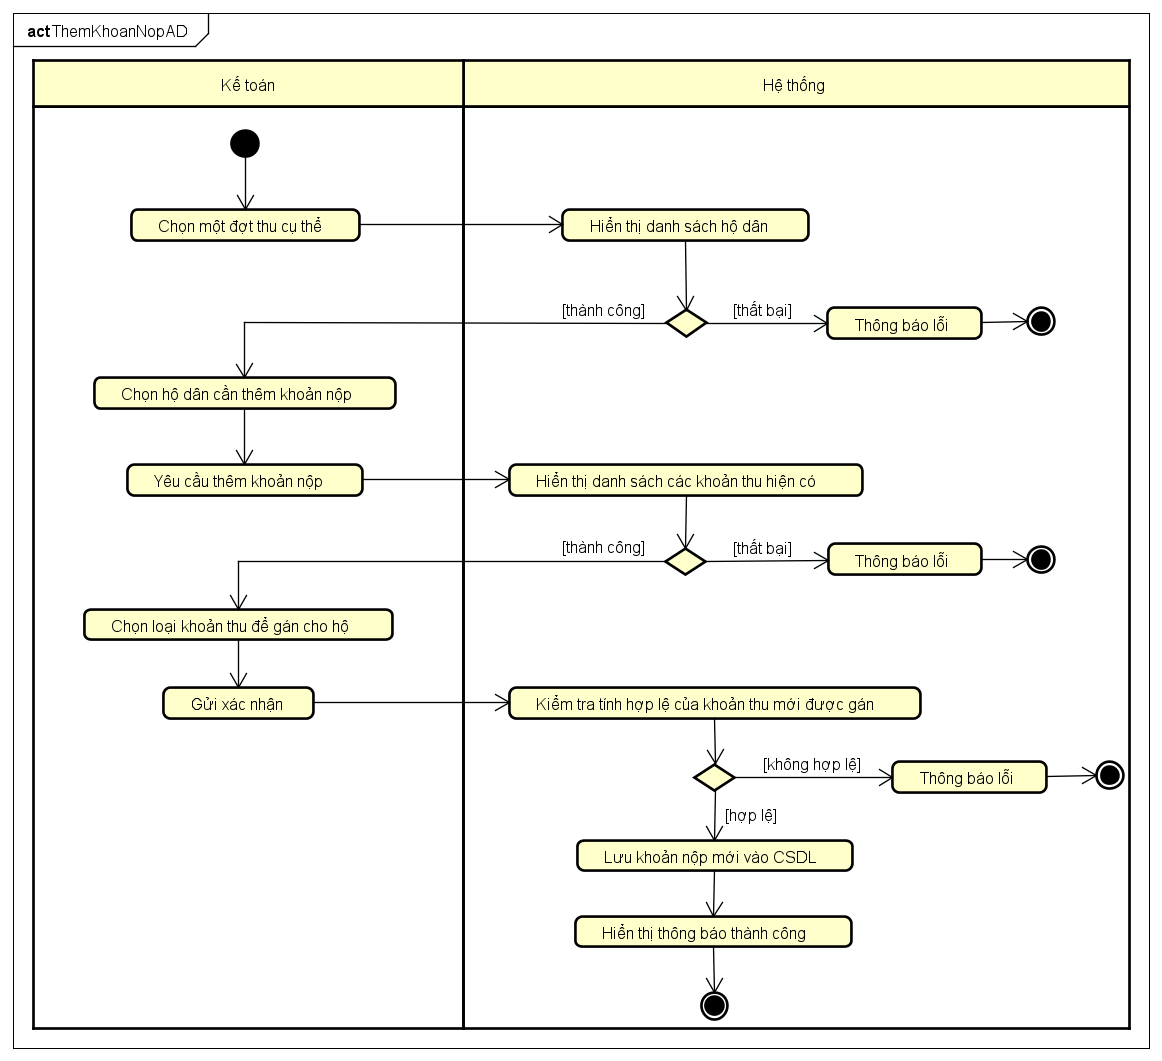 act ThemKhoanNopAD
Kế toán
Hệ thống
Chọn một đợt thu cụ thể
Hiển thị danh sách hộ dân
[thành công]
[thất bại]
Thông báo lỗi
Chọn hộ dân cần thêm khoản nộp
Yêu cầu thêm khoản nộp
Hiển thị danh sách các khoản thu hiện có
[thành công]
[thất bại]
Thông báo lỗi
Chọn loại khoản thu để gán cho hộ
Gửi xác nhận
Kiểm tra tính hợp lệ của khoản thu mới được gán
[không hợp lệ]
Thông báo lỗi
[hợp lệ]
Lưu khoản nộp mới vào CSDL
Hiển thị thông báo thành công